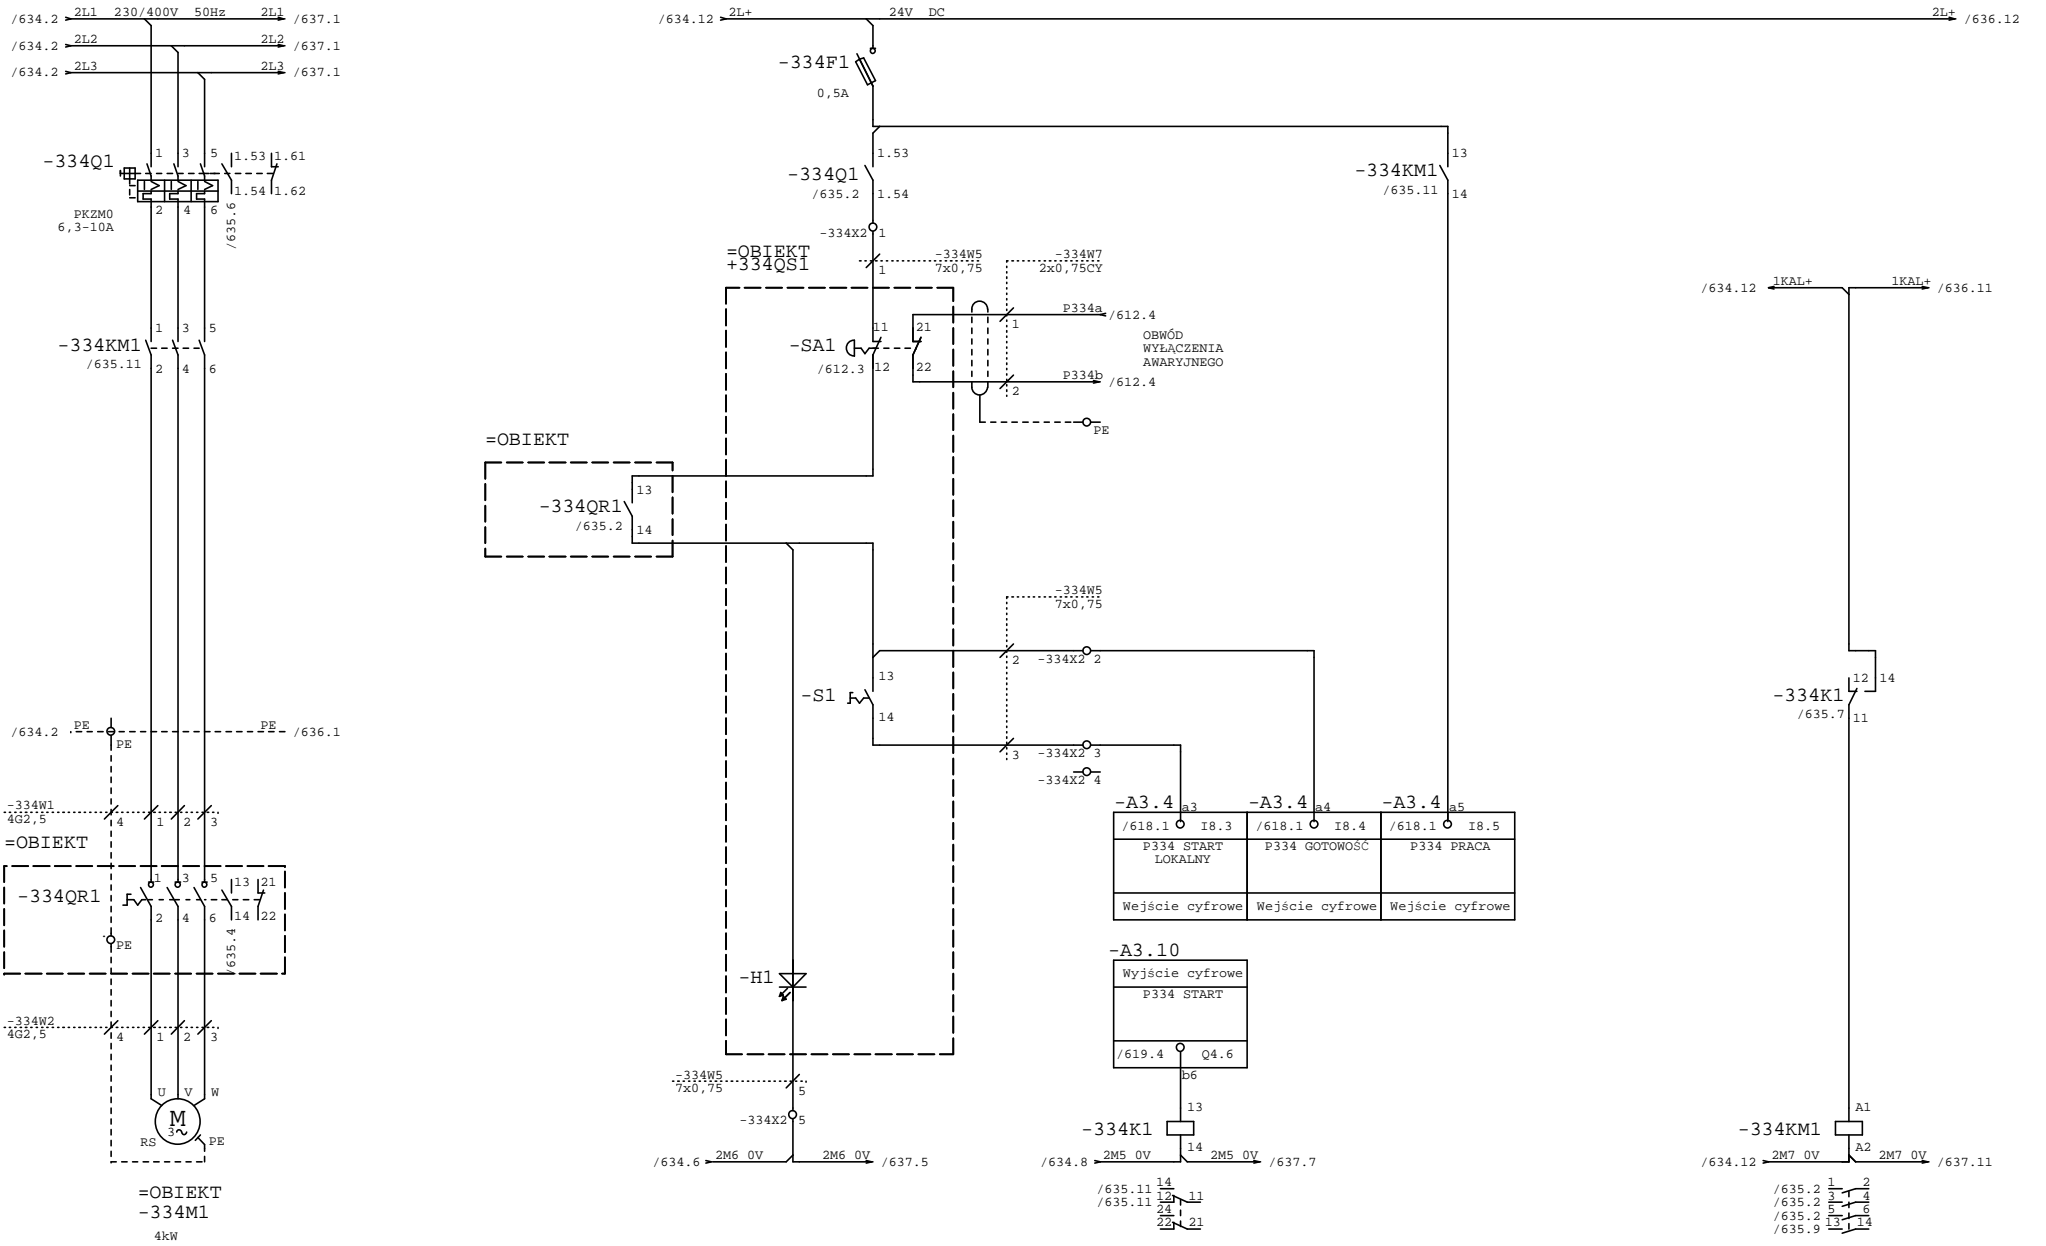 /634.2 2L1 230/400V 50Hz 2L1 /637.1
/634.2 2L2 2L2 /637.1
/634.2 2L3 2L3 /637.1
/634.12 2L+ 24V DC 2L+ /636.12
-334F1
0,5A
-334Q1
1 3 5 1.53 1.61
2 4 6 1.54 1.62
PKZM0
6,3-10A
/635.6
1.53
-334Q1
/635.2 1.54
13
-334KM1
/635.11 14
-334X2 1
=OBIEKT
+334QS1
-334W5
7x0,75
1
-334W7
2x0,75CY
P334a /612.4
1
OBWÓD
WYŁĄCZENIA
AWARYJNEGO
11 21
-SA1
/612.3 12 22
P334b /612.4
2
PE
1 3 5
-334KM1
/635.11 2 4 6
/634.12 1KAL+ 1KAL+ /636.11
=OBIEKT
13
-334QR1
/635.2 14
-334W5
7x0,75
2 -334X2 2
13
-S1
14
3 -334X2 3
-334X2 4
12 14
-334K1
/635.7 11
/634.2 PE PE /636.1
PE
-334W1
4G2,5
4 1 2 3
=OBIEKT
1 3 5 13 21
-334QR1
2 4 6 14 22
PE
/635.4
-334W2
4G2,5
4 1 2 3
U V W
M
3~
RS PE
=OBIEKT
-334M1
4kW
-A3.4 a3 -A3.4 a4 -A3.4 a5
/618.1 I8.3 /618.1 I8.4 /618.1 I8.5
P334 START
LOKALNY
P334 GOTOWOŚĆ
P334 PRACA
Wejście cyfrowe Wejście cyfrowe Wejście cyfrowe
-A3.10
Wyjście cyfrowe
P334 START
/619.4 Q4.6
b6
-H1
-334W5
7x0,75
5
-334X2 5
/634.6 2M6 0V 2M6 0V /637.5
13
-334K1
14
/634.8 2M5 0V 2M5 0V /637.7
14
/635.11
12 11
/635.11
24
22 21
A1
-334KM1
A2
/634.12 2M7 0V 2M7 0V /637.11
/635.2 1 2
/635.2 3 4
/635.2 5 6
/635.9 13 14